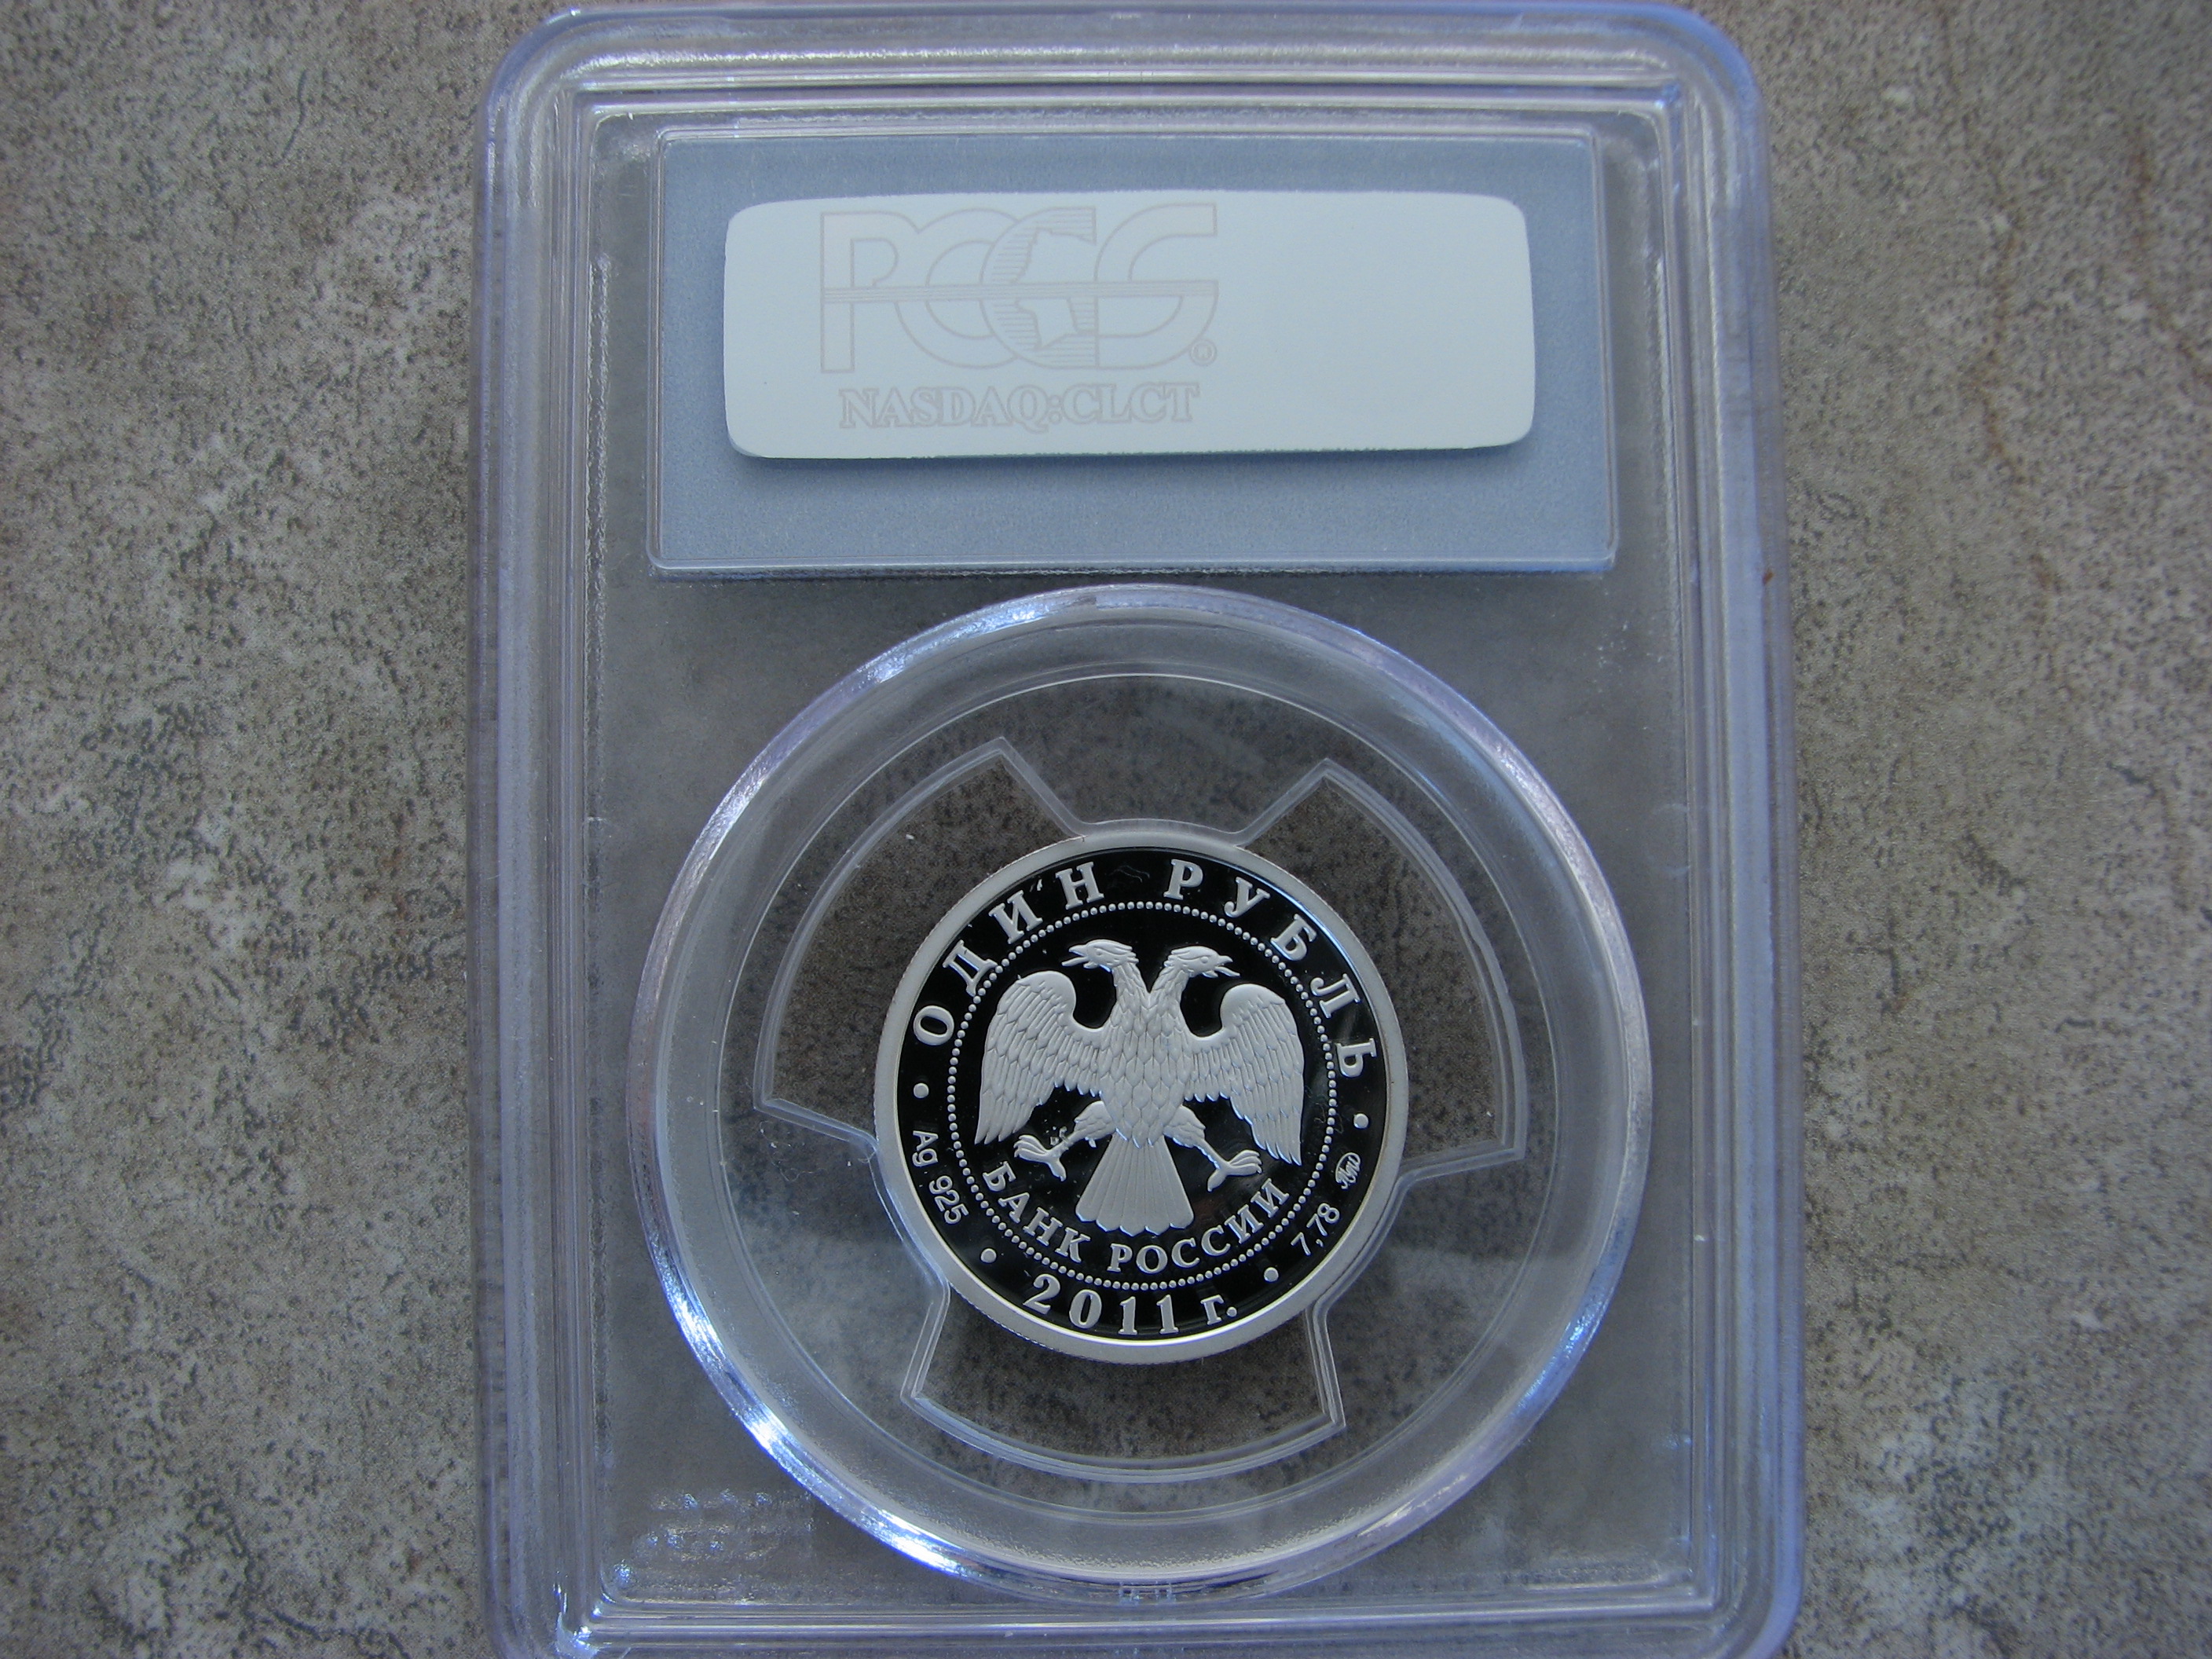 PCGS®
NASDAQ:CLCT
ОДИН РУБЛЬ
БАНК РОССИИ
Ag 925
7,78
• 2011 г. •